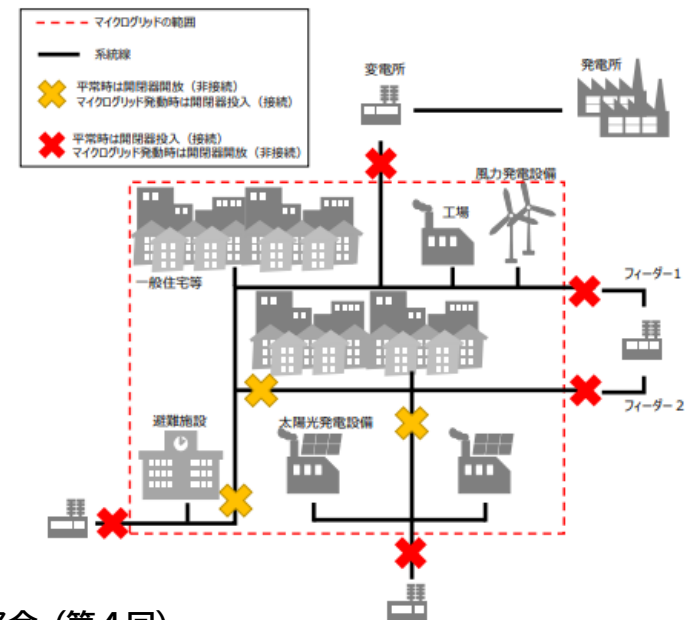 マイクログリッドの範囲
系統線
平常時は開閉器開放（非接続）
マイクログリッド発動時は開閉器投入（接続）
平常時は開閉器投入（接続）
マイクログリッド発動時は開閉器開放（非接続）
変電所
発電所
風力発電設備
工場
一般住宅等
フィーダー1
フィーダー2
避難施設
太陽光発電設備
（第４回）